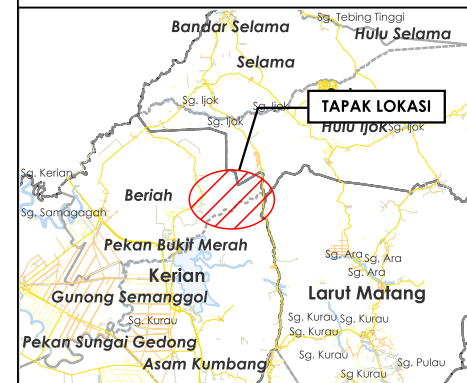 Sg. Tebing Tinggi
Bandar Selama
Hulu Selama
Selama
Sg. Ijok
Sg. Ijok
TAPAK LOKASI
Sg. Ijok
Hulu Ijok
Sg. Ijok
Sg. Kerian
Beriah
Sg. Samagagah
Pekan Bukit Merah
Sg. Ara
Sg. Ara
Sg. Ara
Kerian
Larut Matang
Gunong Semanggol
Sg. Kurau
Sg. Kurau
Sg. Kurau
Sg. Kurau
Pekan Sungai Gedong
Sg. Kurau
Sg. Pulau
Asam Kumbang
Sg Kurau